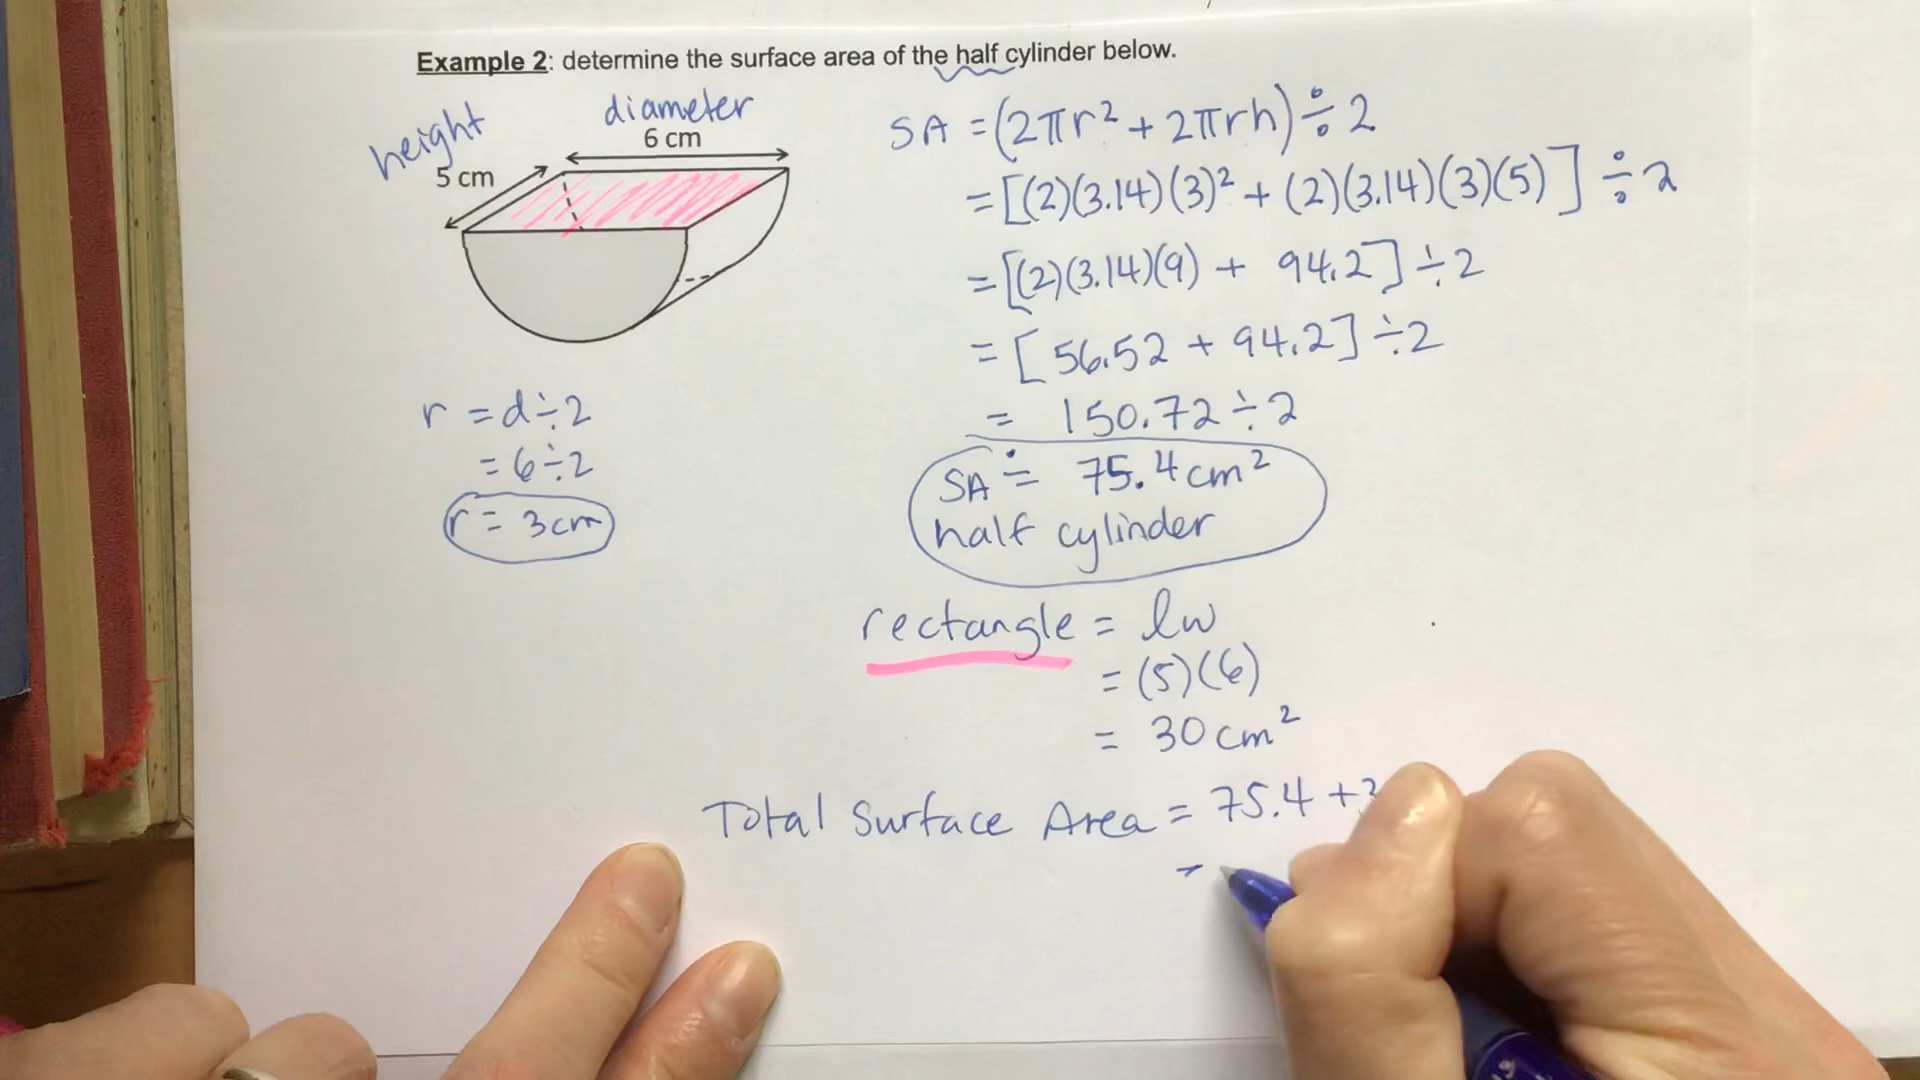 Example 2: determine the surface area of the half cylinder below.
height
diameter
6 cm
5 cm
r = d÷2
= 6÷2
r = 3cm
SA = (2πr² + 2πrh) ÷ 2
= [(2)(3.14)(3)² + (2)(3.14)(3)(5)] ÷ 2
= [(2)(3.14)(9) + 94.2] ÷ 2
= [56.52 + 94.2] ÷ 2
= 150.72 ÷ 2
SA ≐ 75.4 cm²
half cylinder
rectangle = lw
= (5)(6)
= 30 cm²
Total Surface Area = 75.4 +